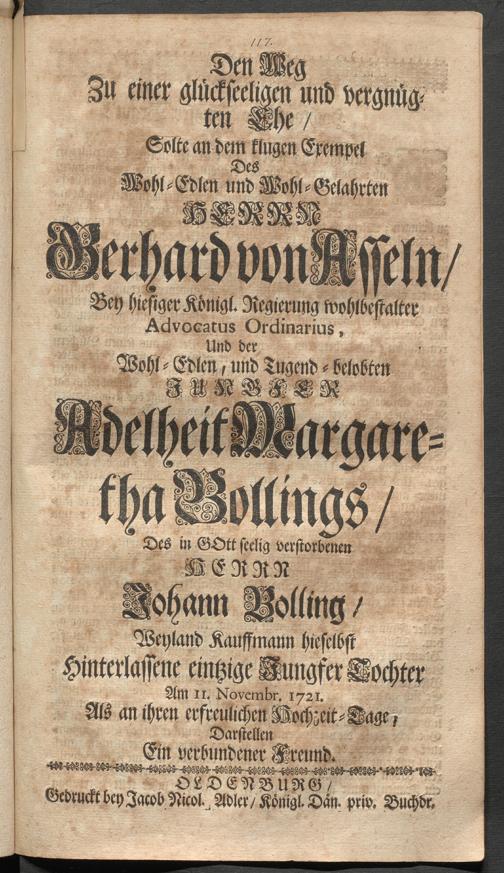 117.
Den Weg
Zu einer glückseeligen und vergnüg-
ten Ehe /
Solte an dem klugen Exempel
Des
Wohl-Edlen und Wohl-Gelahrten
HERRN
Gerhard von Asseln /
Bey hiesiger Königl. Regierung wohlbestalter
Advocatus Ordinarius,
Und der
Wohl-Edlen, und Tugend-belobten
JUNGFER
Adelheit Margare-
tha Bollings /
Des in GOtt seelig verstorbenen
HERRN
Johann Bolling /
Weyland Kauffmann hieselbst
Hinterlassene eintzige Jungfer Tochter
Am 11. Novembr. 1721.
Als an ihren erfreulichen Hochzeit-Tage,
Darstellen
Ein verbundener Freund.
OLDENBURG /
Gedruckt bey Jacob Nicol. Adler / Königl. Dän. priv. Buchdr.